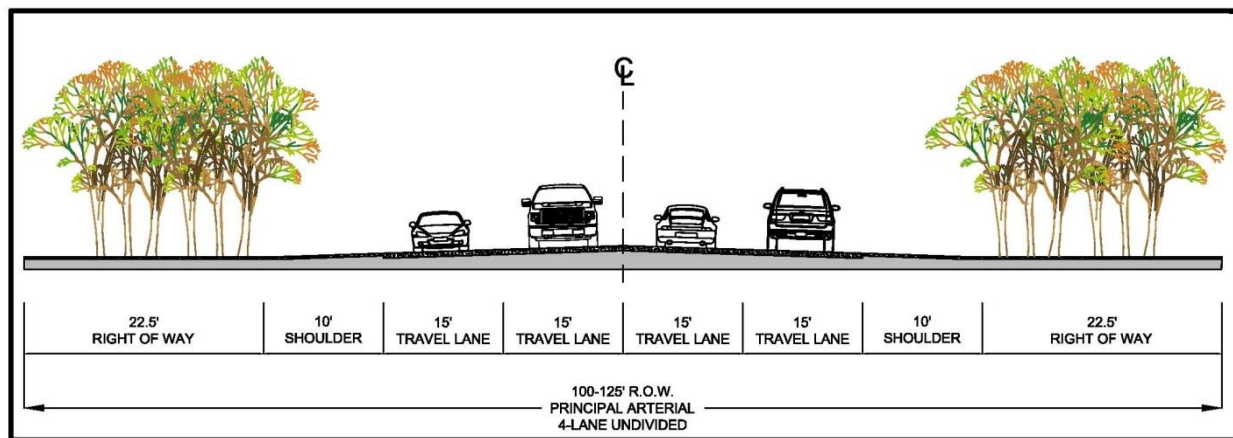 ℄
22.5'
RIGHT OF WAY
10'
SHOULDER
15'
TRAVEL LANE
15'
TRAVEL LANE
15'
TRAVEL LANE
15'
TRAVEL LANE
10'
SHOULDER
22.5'
RIGHT OF WAY
100-125' R.O.W.
PRINCIPAL ARTERIAL
4-LANE UNDIVIDED